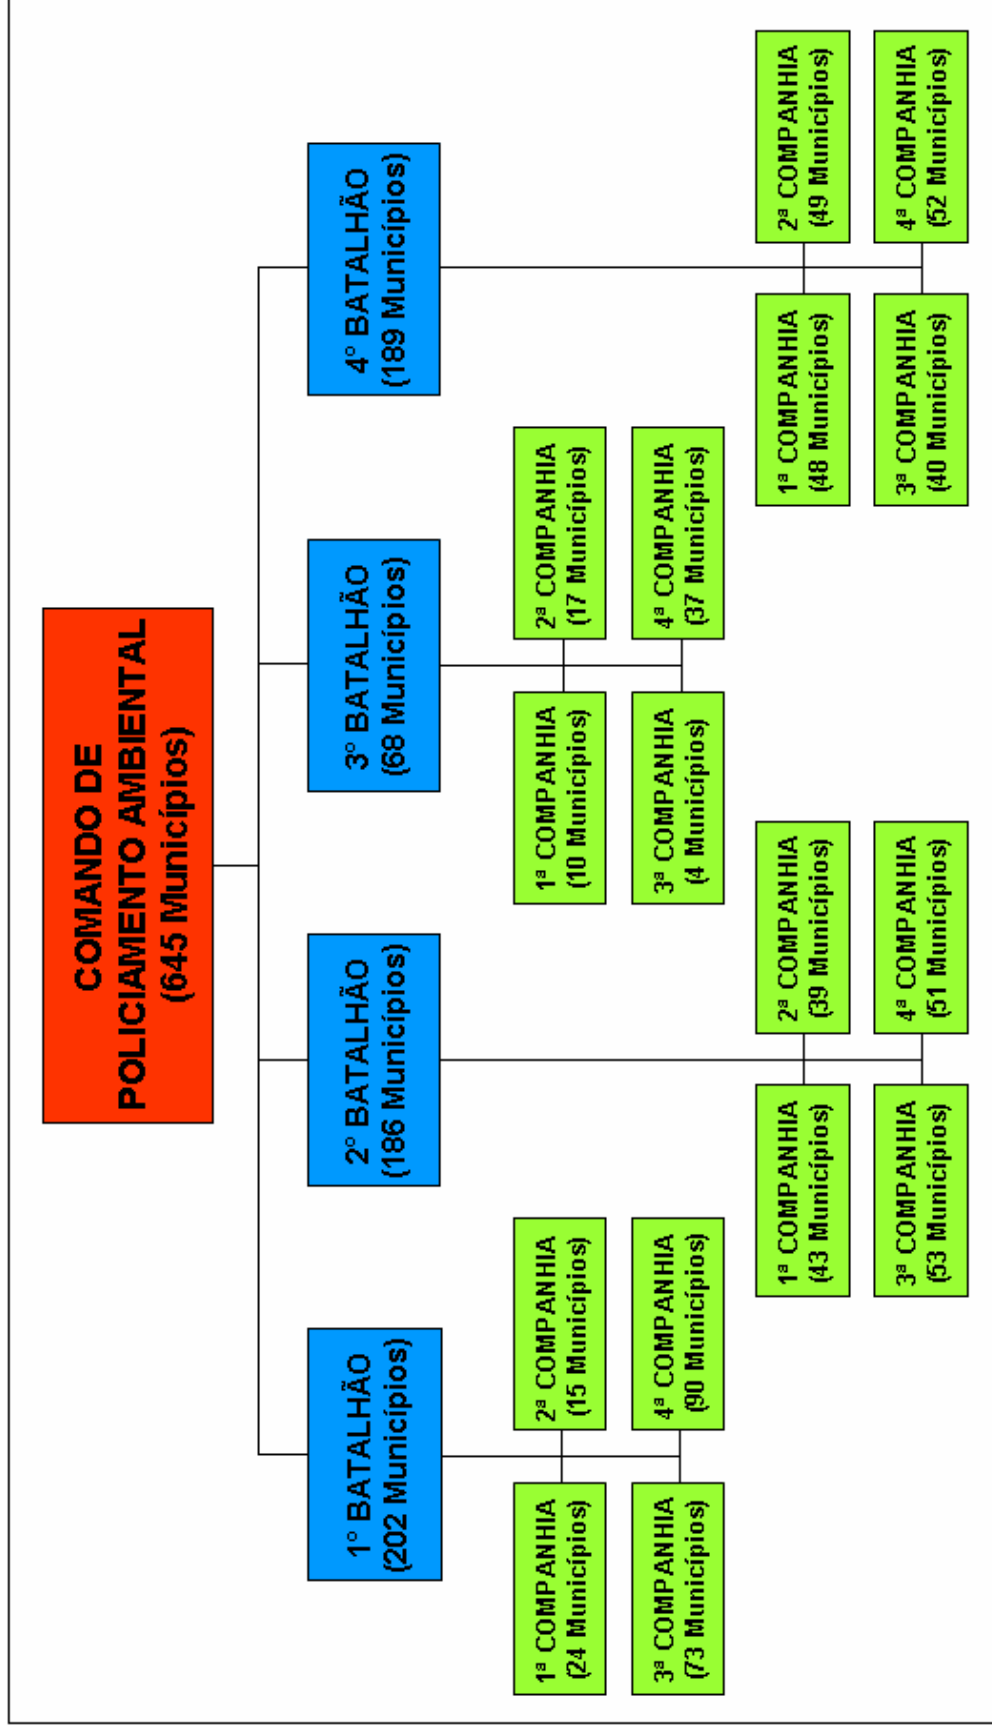 COMANDO DE
POLICIAMENTO AMBIENTAL
(645 Municípios)
1º BATALHÃO
(202 Municípios)
2º BATALHÃO
(186 Municípios)
3º BATALHÃO
(68 Municípios)
4º BATALHÃO
(189 Municípios)
1ª COMPANHIA
(24 Municípios)
2ª COMPANHIA
(15 Municípios)
3ª COMPANHIA
(73 Municípios)
4ª COMPANHIA
(90 Municípios)
1ª COMPANHIA
(43 Municípios)
2ª COMPANHIA
(39 Municípios)
3ª COMPANHIA
(53 Municípios)
4ª COMPANHIA
(51 Municípios)
1ª COMPANHIA
(10 Municípios)
2ª COMPANHIA
(17 Municípios)
3ª COMPANHIA
(4 Municípios)
4ª COMPANHIA
(37 Municípios)
1ª COMPANHIA
(48 Municípios)
2ª COMPANHIA
(49 Municípios)
3ª COMPANHIA
(40 Municípios)
4ª COMPANHIA
(52 Municípios)